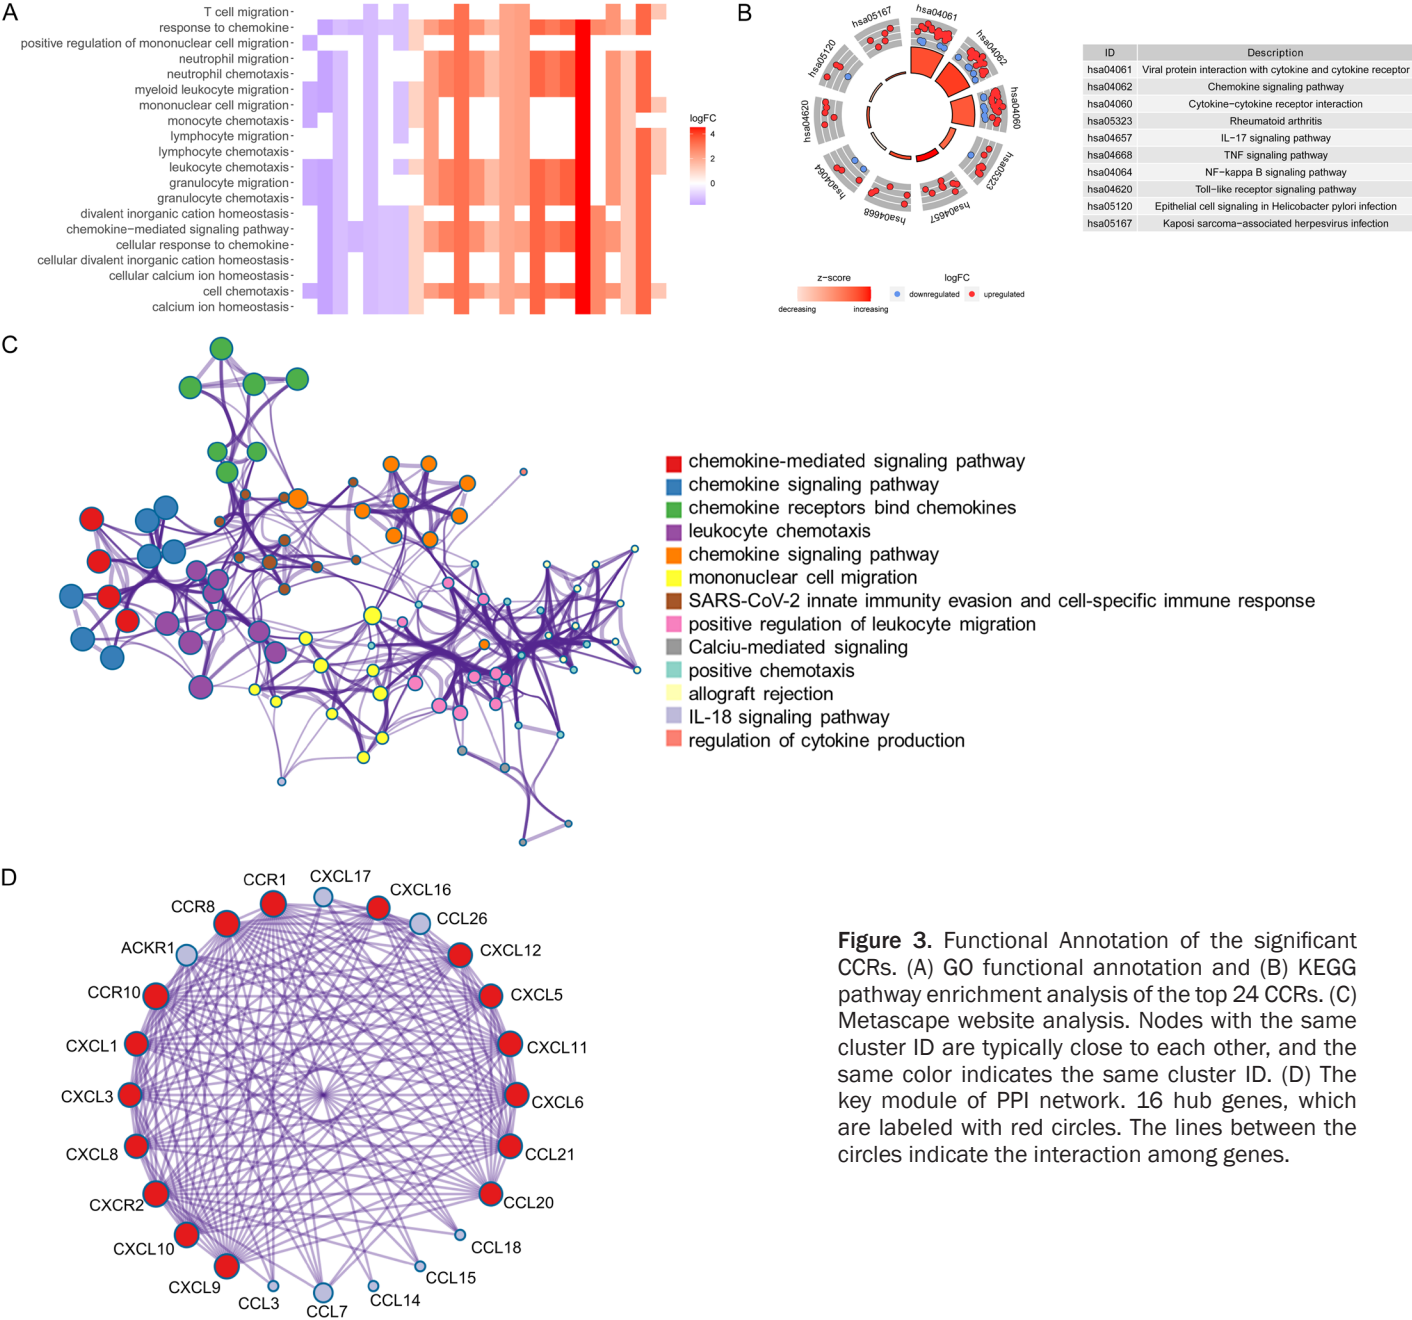 A
T cell migration
response to chemokine
positive regulation of mononuclear cell migration
neutrophil migration
neutrophil chemotaxis
myeloid leukocyte migration
mononuclear cell migration
monocyte chemotaxis
lymphocyte migration
lymphocyte chemotaxis
leukocyte chemotaxis
granulocyte migration
granulocyte chemotaxis
divalent inorganic cation homeostasis
chemokine-mediated signaling pathway
cellular response to chemokine
cellular divalent inorganic cation homeostasis
cellular calcium ion homeostasis
cell chemotaxis
calcium ion homeostasis
logFC
4
2
0
B
hsa04061
hsa04062
hsa04060
hsa05323
hsa04657
hsa04668
hsa04064
hsa04620
hsa05120
hsa05167
z−score
decreasing
increasing
logFC
downregulated
upregulated
ID Description
hsa04061 Viral protein interaction with cytokine and cytokine receptor
hsa04062 Chemokine signaling pathway
hsa04060 Cytokine−cytokine receptor interaction
hsa05323 Rheumatoid arthritis
hsa04657 IL−17 signaling pathway
hsa04668 TNF signaling pathway
hsa04064 NF−kappa B signaling pathway
hsa04620 Toll−like receptor signaling pathway
hsa05120 Epithelial cell signaling in Helicobacter pylori infection
hsa05167 Kaposi sarcoma−associated herpesvirus infection
C
chemokine-mediated signaling pathway
chemokine signaling pathway
chemokine receptors bind chemokines
leukocyte chemotaxis
chemokine signaling pathway
mononuclear cell migration
SARS-CoV-2 innate immunity evasion and cell-specific immune response
positive regulation of leukocyte migration
Calciu-mediated signaling
positive chemotaxis
allograft rejection
IL-18 signaling pathway
regulation of cytokine production
D
CXCL17
CXCL16
CCL26
CXCL12
CXCL5
CXCL11
CXCL6
CCL21
CCL20
CCL18
CCL15
CCL14
CCL7
CCL3
CXCL9
CXCL10
CXCR2
CXCL8
CXCL3
CXCL1
CCR10
ACKR1
CCR8
CCR1
Figure 3. Functional Annotation of the significant
CCRs. (A) GO functional annotation and (B) KEGG
pathway enrichment analysis of the top 24 CCRs. (C)
Metascape website analysis. Nodes with the same
cluster ID are typically close to each other, and the
same color indicates the same cluster ID. (D) The
key module of PPI network. 16 hub genes, which
are labeled with red circles. The lines between the
circles indicate the interaction among genes.